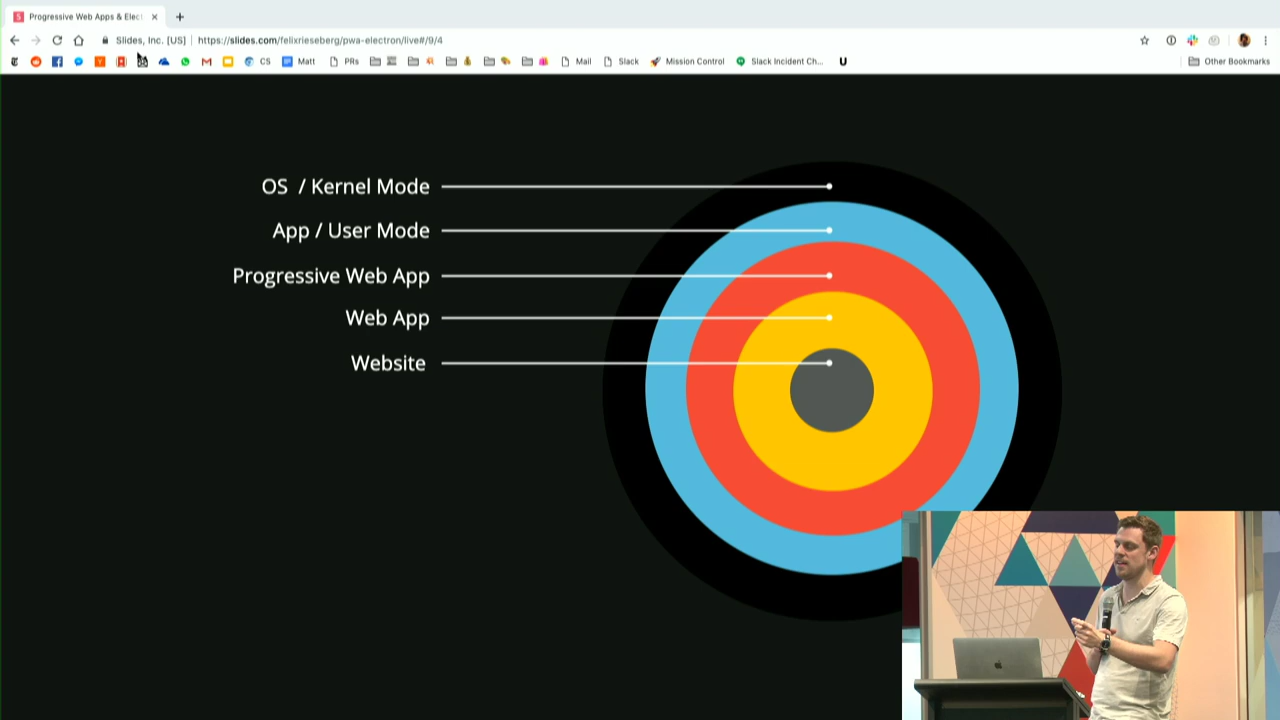 Progressive Web Apps & Elect
Slides, Inc. [US] https://slides.com/felixrieseberg/pwa-electron/live#/9/4
CS Matt PRs Mail Slack Mission Control Slack Incident Ch... U Other Bookmarks
OS / Kernel Mode
App / User Mode
Progressive Web App
Web App
Website